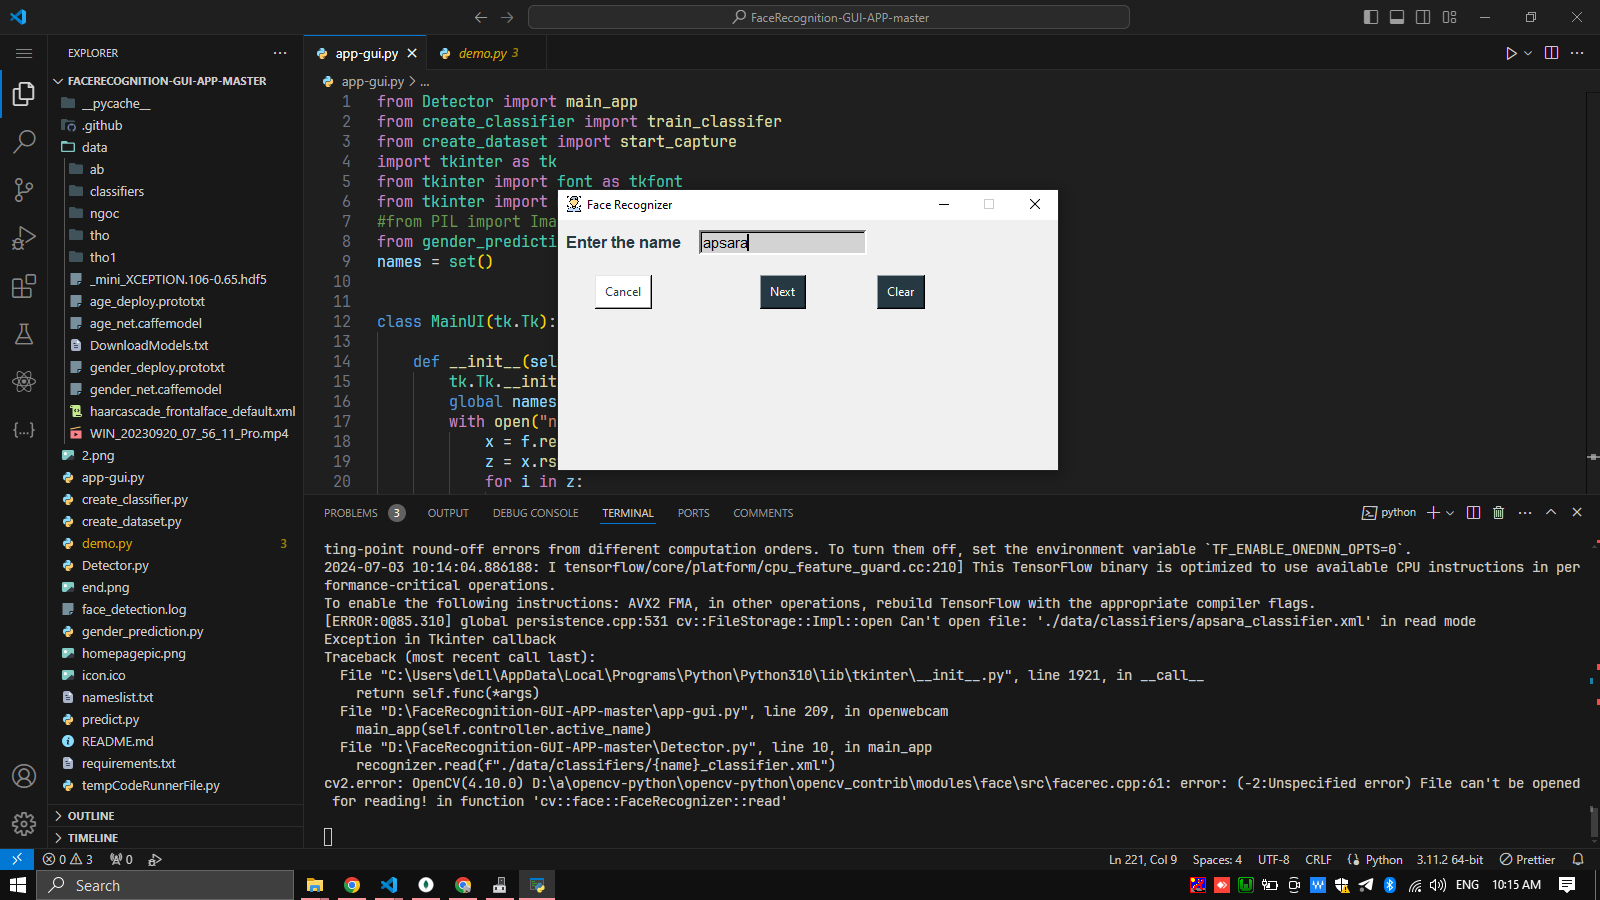 FaceRecognition-GUI-APP-master
EXPLORER
FACERECOGNITION-GUI-APP-MASTER
__pycache__
.github
data
ab
classifiers
ngoc
tho
tho1
_mini_XCEPTION.106-0.65.hdf5
age_deploy.prototxt
age_net.caffemodel
DownloadModels.txt
gender_deploy.prototxt
gender_net.caffemodel
haarcascade_frontalface_default.xml
WIN_20230920_07_56_11_Pro.mp4
2.png
app-gui.py
create_classifier.py
create_dataset.py
demo.py 3
Detector.py
end.png
face_detection.log
gender_prediction.py
homepagepic.png
icon.ico
nameslist.txt
predict.py
README.md
requirements.txt
tempCodeRunnerFile.py
OUTLINE
TIMELINE
app-gui.py
demo.py 3
app-gui.py > ...
1 from Detector import main_app
2 from create_classifier import train_classifer
3 from create_dataset import start_capture
4 import tkinter as tk
5 from tkinter import font as tkfont
6 from tkinter import
7 #from PIL import Ima
8 from gender_predicti
9 names = set()
10
11
12 class MainUI(tk.Tk):
13
14 def __init__(sel
15 tk.Tk.__init
16 global names
17 with open("n
18 x = f.re
19 z = x.rs
20 for i in z:
Face Recognizer
Enter the name apsara
Cancel Next Clear
PROBLEMS 3 OUTPUT DEBUG CONSOLE TERMINAL PORTS COMMENTS
python
ting-point round-off errors from different computation orders. To turn them off, set the environment variable `TF_ENABLE_ONEDNN_OPTS=0`.
2024-07-03 10:14:04.886188: I tensorflow/core/platform/cpu_feature_guard.cc:210] This TensorFlow binary is optimized to use available CPU instructions in per
formance-critical operations.
To enable the following instructions: AVX2 FMA, in other operations, rebuild TensorFlow with the appropriate compiler flags.
[ERROR:0@85.310] global persistence.cpp:531 cv::FileStorage::Impl::open Can't open file: './data/classifiers/apsara_classifier.xml' in read mode
Exception in Tkinter callback
Traceback (most recent call last):
File "C:\Users\dell\AppData\Local\Programs\Python\Python310\lib\tkinter\__init__.py", line 1921, in __call__
return self.func(*args)
File "D:\FaceRecognition-GUI-APP-master\app-gui.py", line 209, in openwebcam
main_app(self.controller.active_name)
File "D:\FaceRecognition-GUI-APP-master\Detector.py", line 10, in main_app
recognizer.read(f"./data/classifiers/{name}_classifier.xml")
cv2.error: OpenCV(4.10.0) D:\a\opencv-python\opencv-python\opencv_contrib\modules\face\src\facerec.cpp:61: error: (-2:Unspecified error) File can't be opened
for reading! in function 'cv::face::FaceRecognizer::read'
0 3 0
Ln 221, Col 9 Spaces: 4 UTF-8 CRLF Python 3.11.2 64-bit Prettier
Search
ENG 10:15 AM